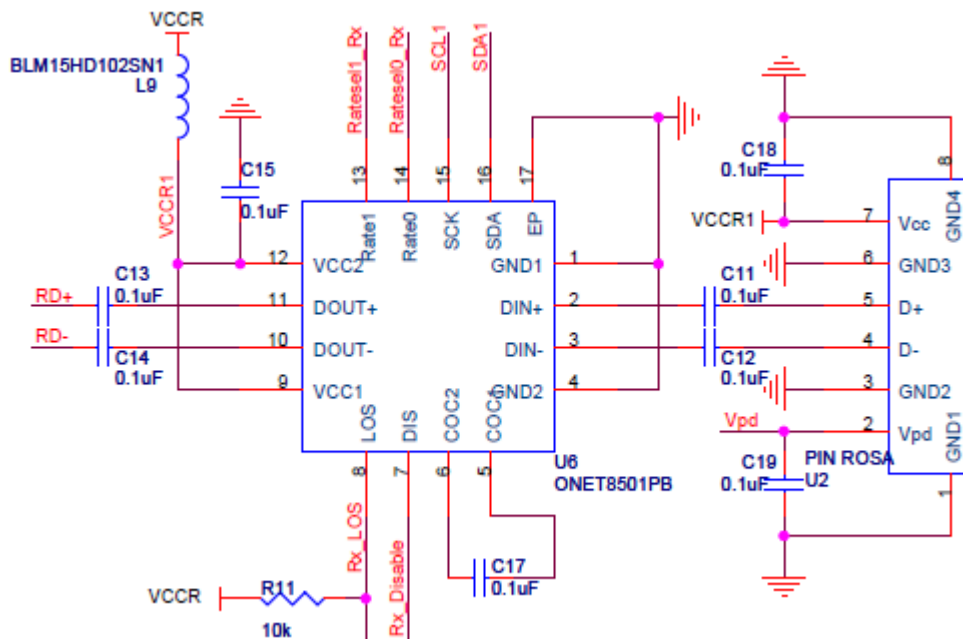 VCCR
BLM15HD102SN1
L9
VCCR1
C15
0.1uF
Ratesel1_Rx
Ratesel0_Rx
SCL1
SDA1
13
14
15
16
17
Rate1
Rate0
SCK
SDA
EP
12
VCC2
GND1
1
C13
0.1uF
RD+
11
DOUT+
DIN+
2
C11
0.1uF
RD-
10
DOUT-
DIN-
3
C14
0.1uF
C12
0.1uF
9
VCC1
GND2
4
LOS
DIS
COC2
COC1
8
7
6
5
U6
ONET8501PB
C18
0.1uF
VCCR1
7
Vcc
8
GND4
6
GND3
5
D+
4
D-
3
GND2
Vpd
2
Vpd
GND1
1
PIN ROSA
U2
C19
0.1uF
Rx_LOS
Rx_Disable
C17
0.1uF
VCCR
R11
10k